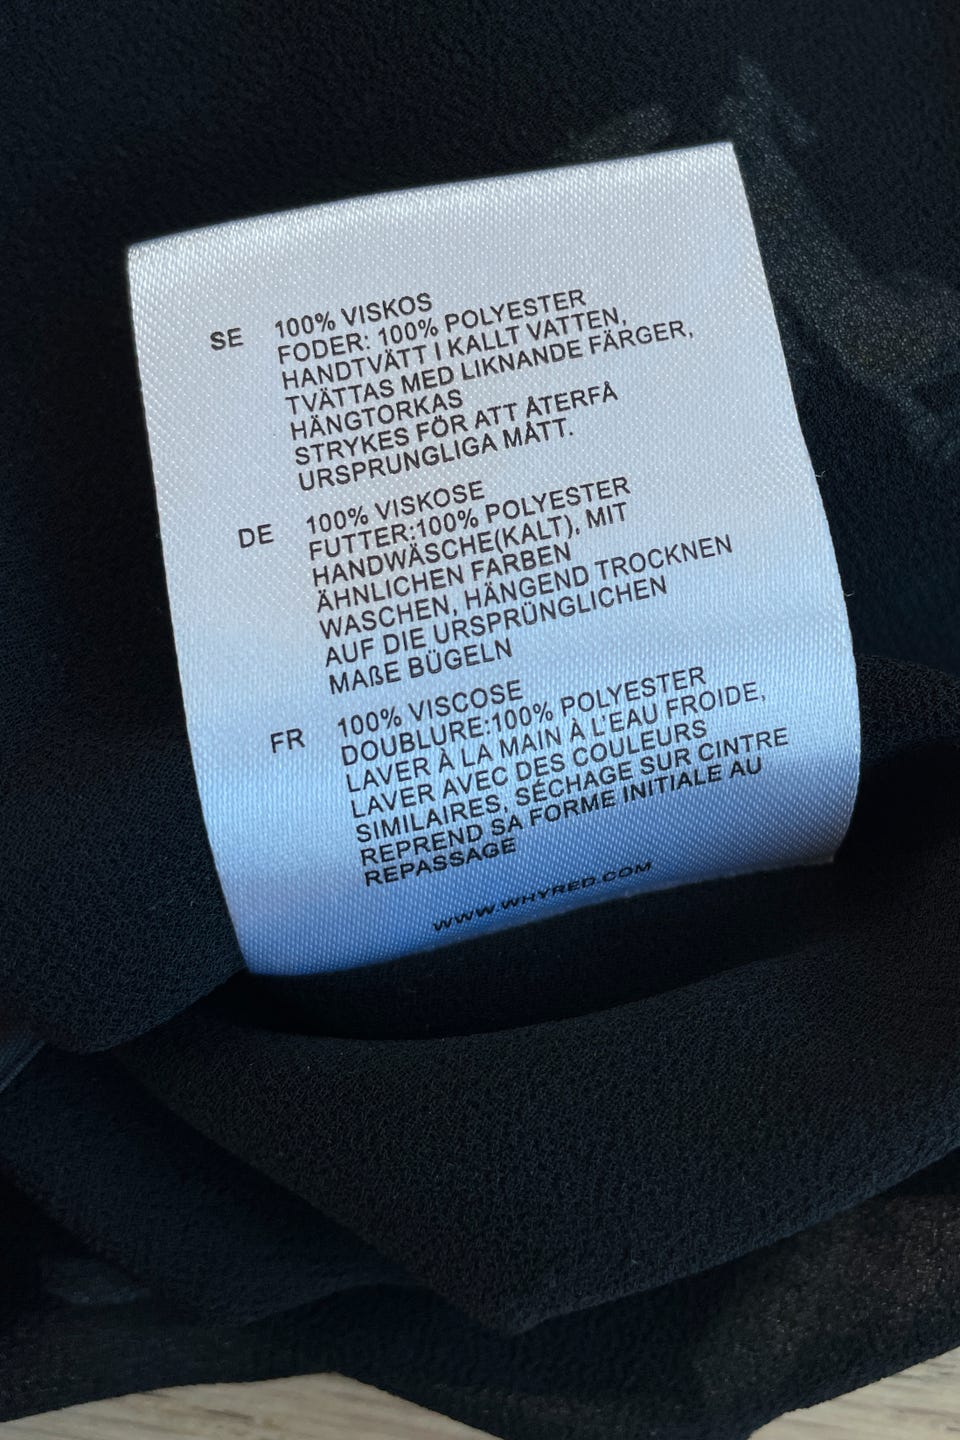 SE 100% VISKOS
FODER: 100% POLYESTER
HANDTVÄTT I KALLT VATTEN,
TVÄTTAS MED LIKNANDE FÄRGER,
HÄNGTORKAS
STRYKES FÖR ATT ÅTERFÅ
URSPRUNGLIGA MÅTT.
DE 100% VISKOSE
FUTTER:100% POLYESTER
HANDWÄSCHE(KALT), MIT
ÄHNLICHEN FARBEN
WASCHEN, HÄNGEND TROCKNEN
AUF DIE URSPRÜNGLICHEN
MAßE BÜGELN
FR 100% VISCOSE
DOUBLURE:100% POLYESTER
LAVER À LA MAIN À L'EAU FROIDE,
LAVER AVEC DES COULEURS
SIMILAIRES, SÉCHAGE SUR CINTRE
REPREND SA FORME INITIALE AU
REPASSAGE
WWW.WHYRED.COM